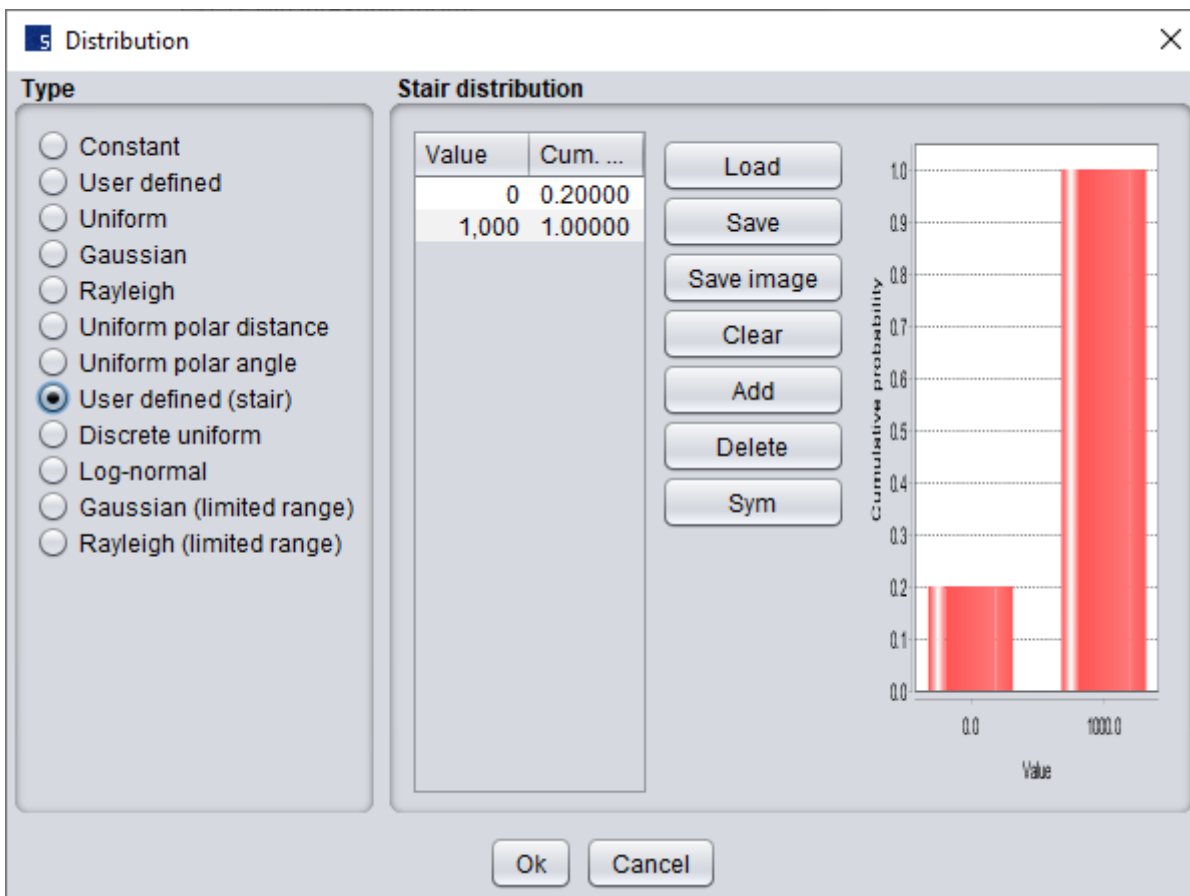 S Distribution
Type
Constant
User defined
Uniform
Gaussian
Rayleigh
Uniform polar distance
Uniform polar angle
User defined (stair)
Discrete uniform
Log-normal
Gaussian (limited range)
Rayleigh (limited range)
Stair distribution
Value Cum. ...
0 0.20000
1,000 1.00000
Load
Save
Save image
Clear
Add
Delete
Sym
Cumulative probability
1.0
0.9
0.8
0.7
0.6
0.5
0.4
0.3
0.2
0.1
0.0
0.0 1000.0
Value
Ok Cancel